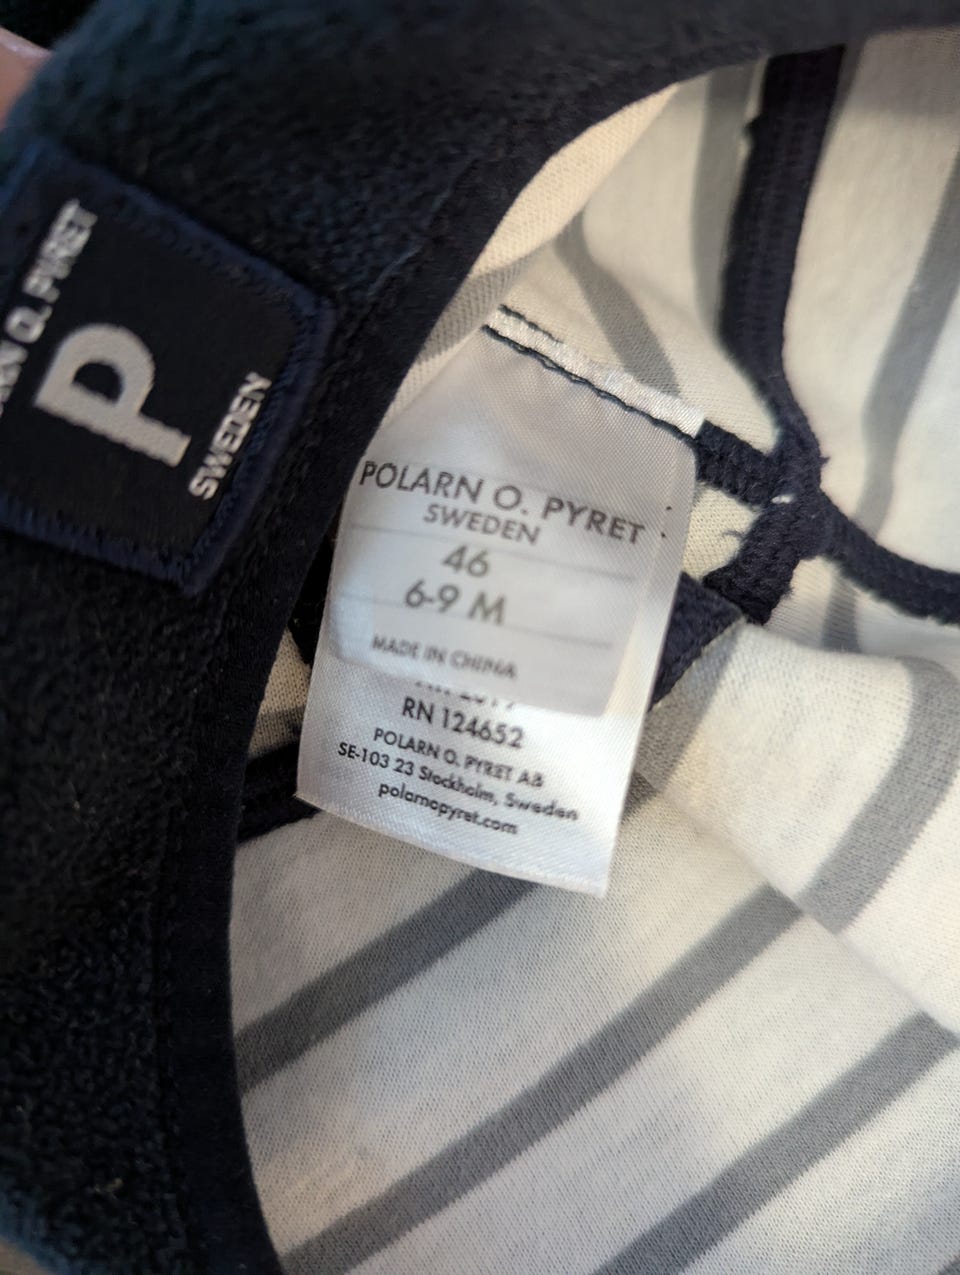 O. PYRET
P
SWEDEN
POLARN O. PYRET
SWEDEN
46
6-9 M
MADE IN CHINA
RN 124652
POLARN O. PYRET AB
SE-103 23 Stockholm, Sweden
polarnopyret.com